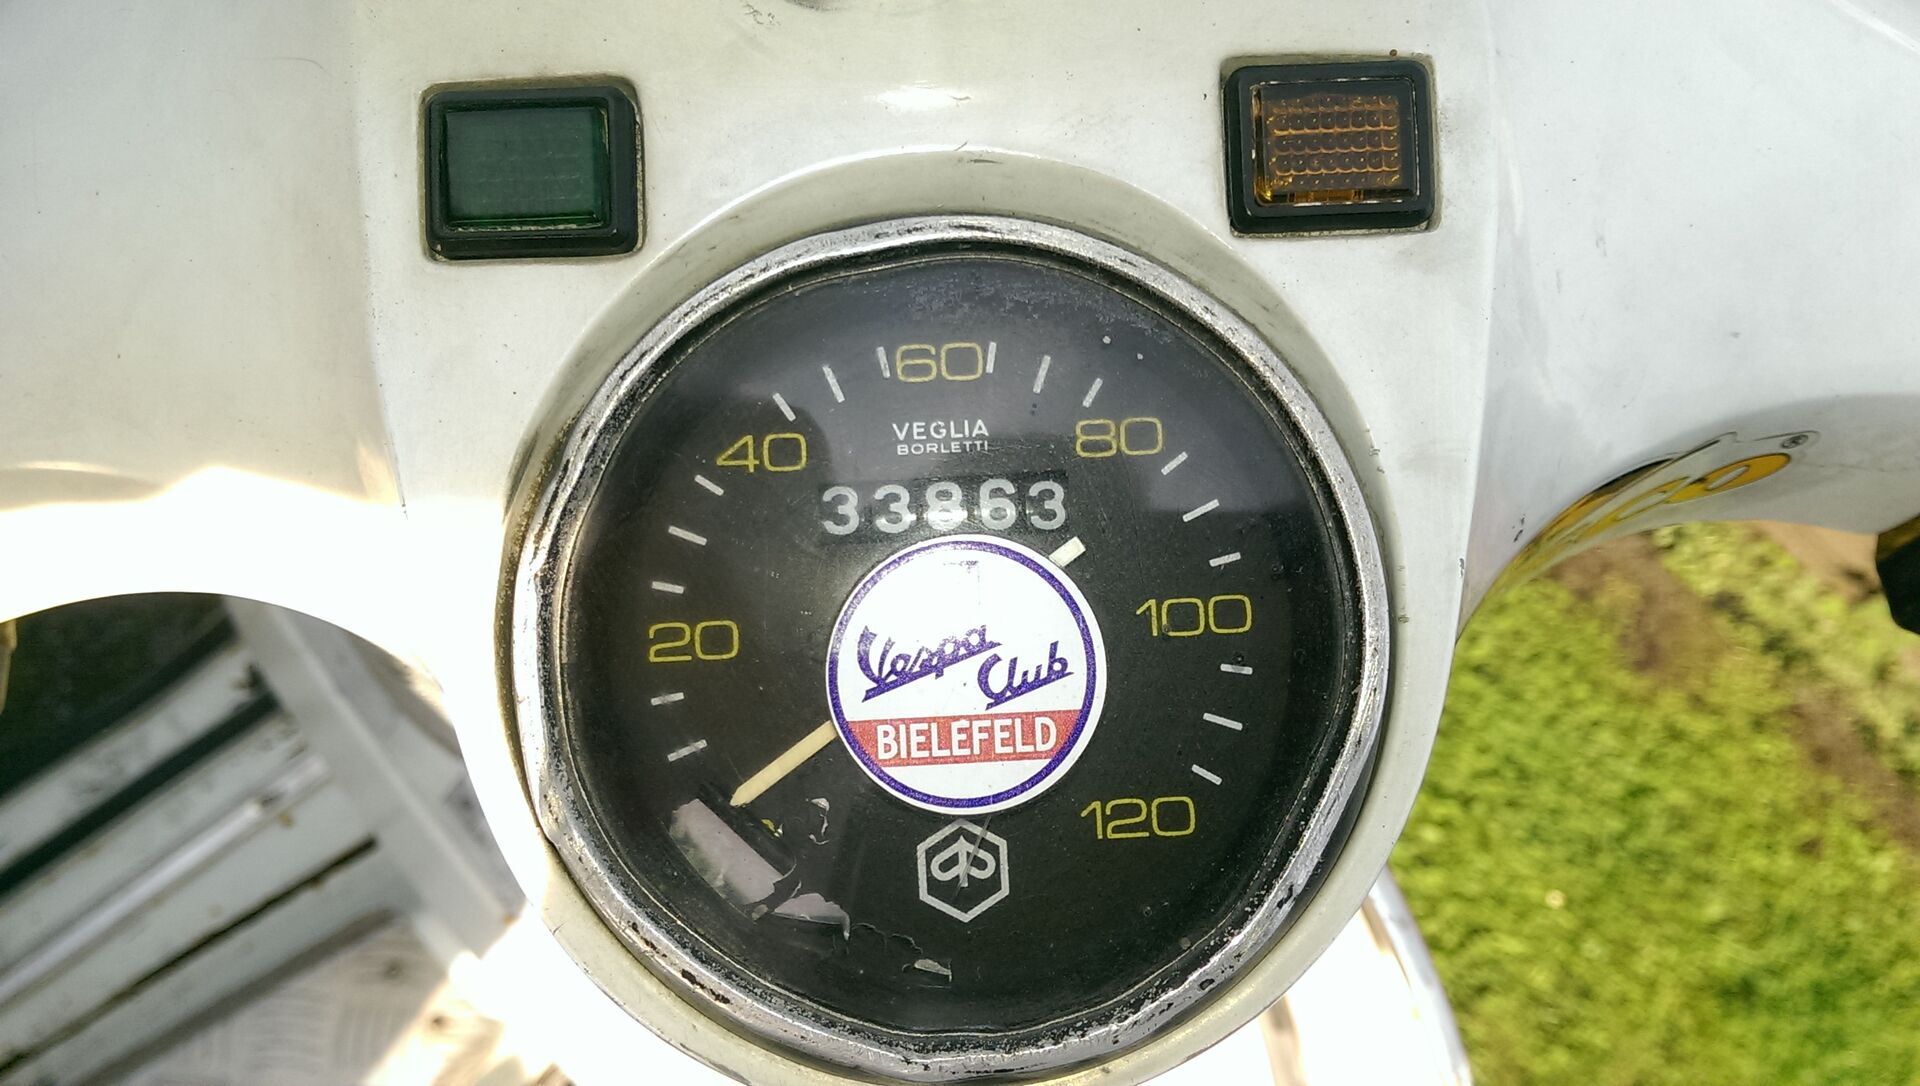 60
40
80
VEGLIA
BORLETTI
33863
20
100
Vespa
Club
BIELEFELD
120